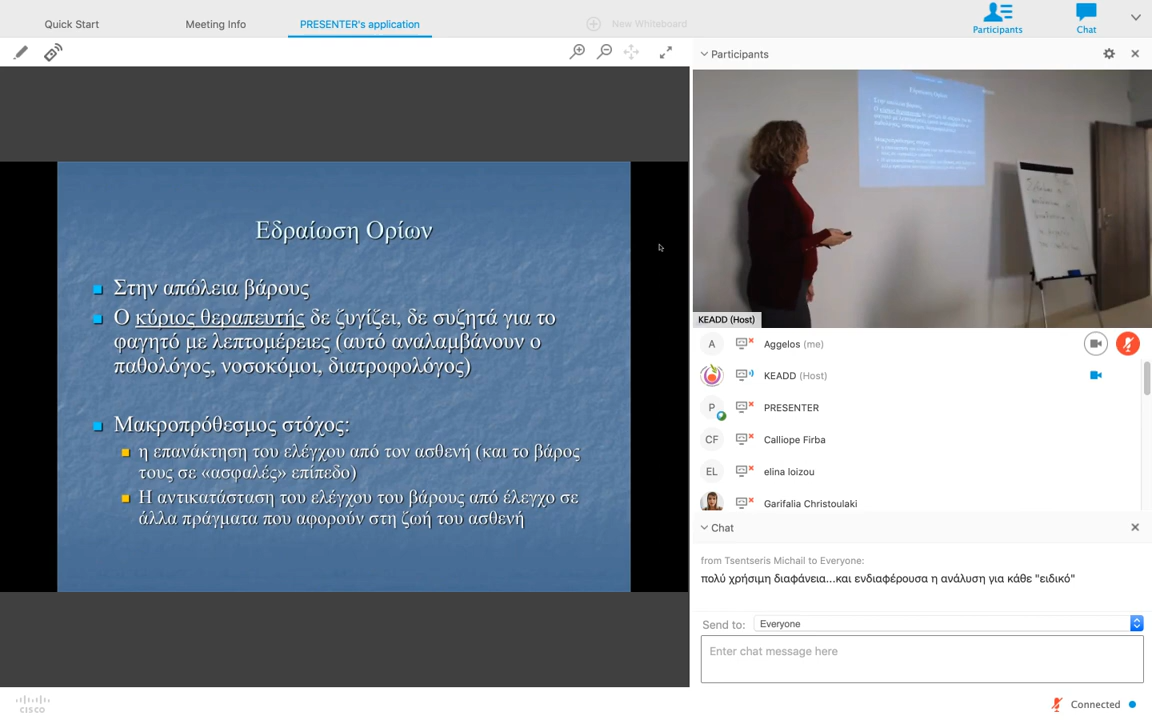 Quick Start
Meeting Info
PRESENTER's application
New Whiteboard
Participants
Chat
Participants
Εδραίωση Ορίων
Στην απώλεια βάρους
Ο κύριος θεραπευτής δε ζυγίζει, δε συζητά για το
φαγητό με λεπτομέρειες (αυτό αναλαμβάνουν ο
παθολόγος, νοσοκόμοι, διατροφολόγος)
Μακροπρόθεσμος στόχος:
η επανάκτηση του ελέγχου από τον ασθενή (και το βάρος
τους σε «ασφαλές» επίπεδο)
Η αντικατάσταση του ελέγχου του βάρους από έλεγχο σε
άλλα πράγματα που αφορούν στη ζωή του ασθενή
Εδραίωση Ορίων
KEADD (Host)
A Aggelos (me)
KEADD (Host)
P PRESENTER
CF Calliope Firba
EL elina loizou
Garifalia Christoulaki
Chat
from Tsentseris Michail to Everyone:
πολύ χρήσιμη διαφάνεια...και ενδιαφέρουσα η ανάλυση για κάθε "ειδικό"
Send to: Everyone
Enter chat message here
CISCO
Connected